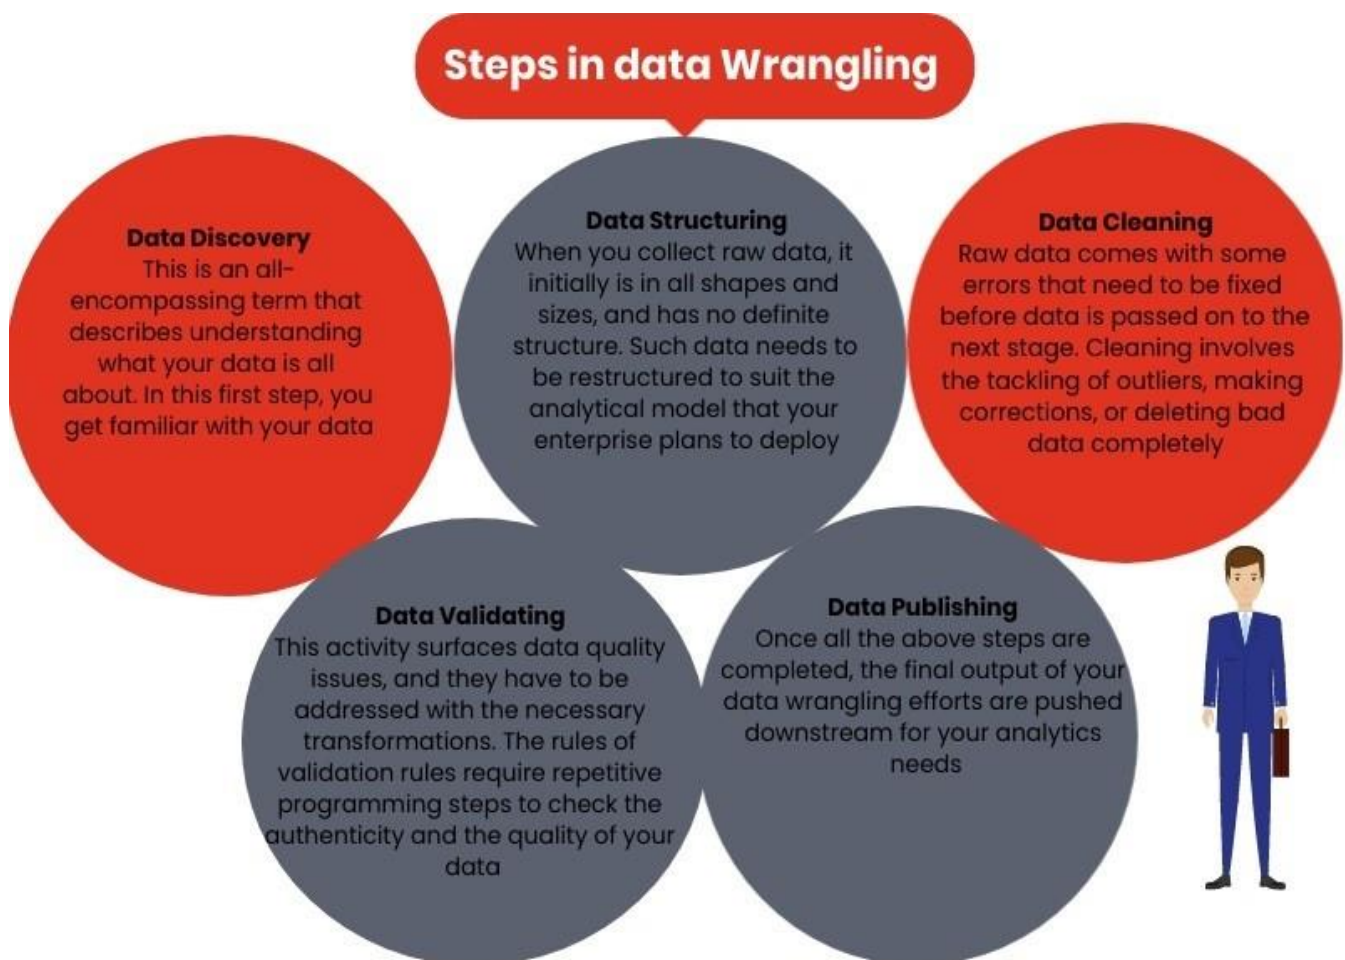 Steps in data Wrangling
Data Discovery
This is an all-
encompassing term that
describes understanding
what your data is all
about. In this first step, you
get familiar with your data
Data Structuring
When you collect raw data, it
initially is in all shapes and
sizes, and has no definite
structure. Such data needs to
be restructured to suit the
analytical model that your
enterprise plans to deploy
Data Cleaning
Raw data comes with some
errors that need to be fixed
before data is passed on to the
next stage. Cleaning involves
the tackling of outliers, making
corrections, or deleting bad
data completely
Data Validating
This activity surfaces data quality
issues, and they have to be
addressed with the necessary
transformations. The rules of
validation rules require repetitive
programming steps to check the
authenticity and the quality of your
data
Data Publishing
Once all the above steps are
completed, the final output of your
data wrangling efforts are pushed
downstream for your analytics
needs